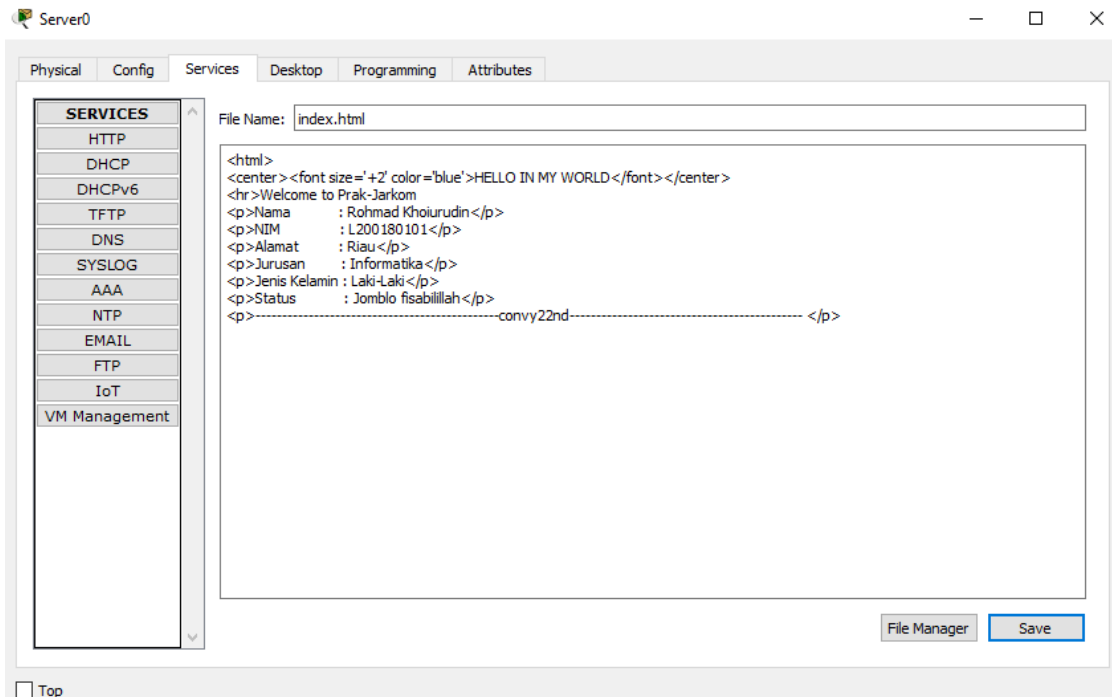 Server0
Physical Config Services Desktop Programming Attributes
SERVICES
HTTP
DHCP
DHCPv6
TFTP
DNS
SYSLOG
AAA
NTP
EMAIL
FTP
IoT
VM Management
File Name: index.html
<html>
<center><font size='+2' color='blue'>HELLO IN MY WORLD</font></center>
<hr>Welcome to Prak-Jarkom
<p>Nama : Rohmad Khoiurudin</p>
<p>NIM : L200180101</p>
<p>Alamat : Riau</p>
<p>Jurusan : Informatika</p>
<p>Jenis Kelamin : Laki-Laki</p>
<p>Status : Jomblo fisabilillah</p>
<p>----------------------------------------------convy22nd-------------------------------------------- </p>
File Manager Save
Top